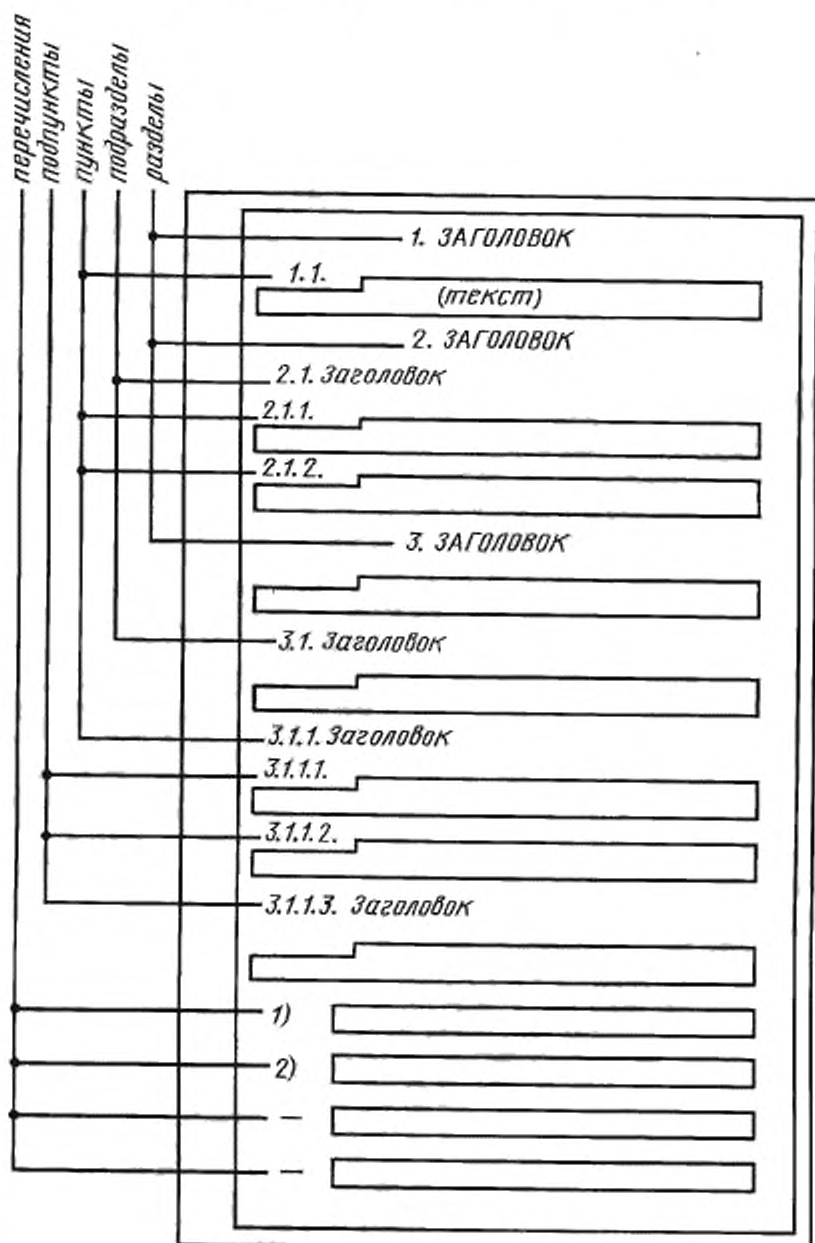 перечисления
подпункты
пункты
подразделы
разделы
1. ЗАГОЛОВОК
1.1.
(текст)
2. ЗАГОЛОВОК
2.1. Заголовок
2.1.1.
2.1.2.
3. ЗАГОЛОВОК
3.1. Заголовок
3.1.1. Заголовок
3.1.1.1.
3.1.1.2.
3.1.1.3. Заголовок
1)
2)
—
—